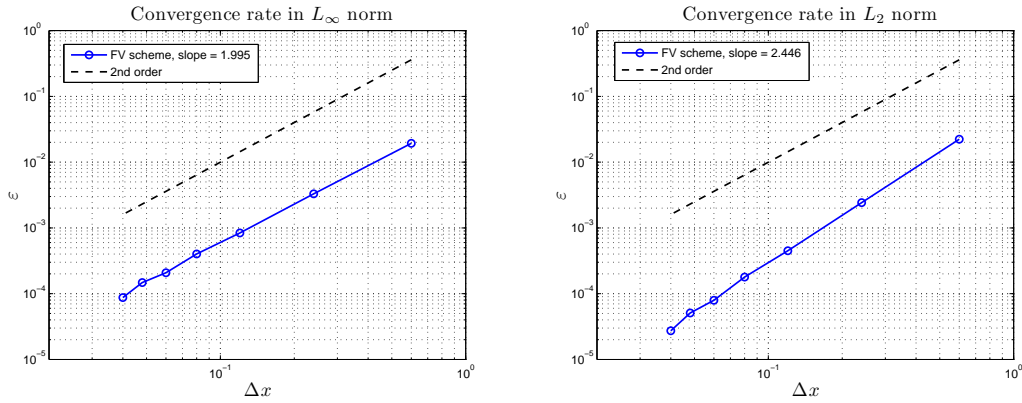 Convergence rate in L∞ norm
10⁰
10⁻¹
10⁻²
10⁻³
10⁻⁴
10⁻⁵
ε
FV scheme, slope = 1.995
2nd order
10⁻¹
10⁰
Δx
Convergence rate in L₂ norm
10⁰
10⁻¹
10⁻²
10⁻³
10⁻⁴
10⁻⁵
ε
FV scheme, slope = 2.446
2nd order
10⁻¹
10⁰
Δx